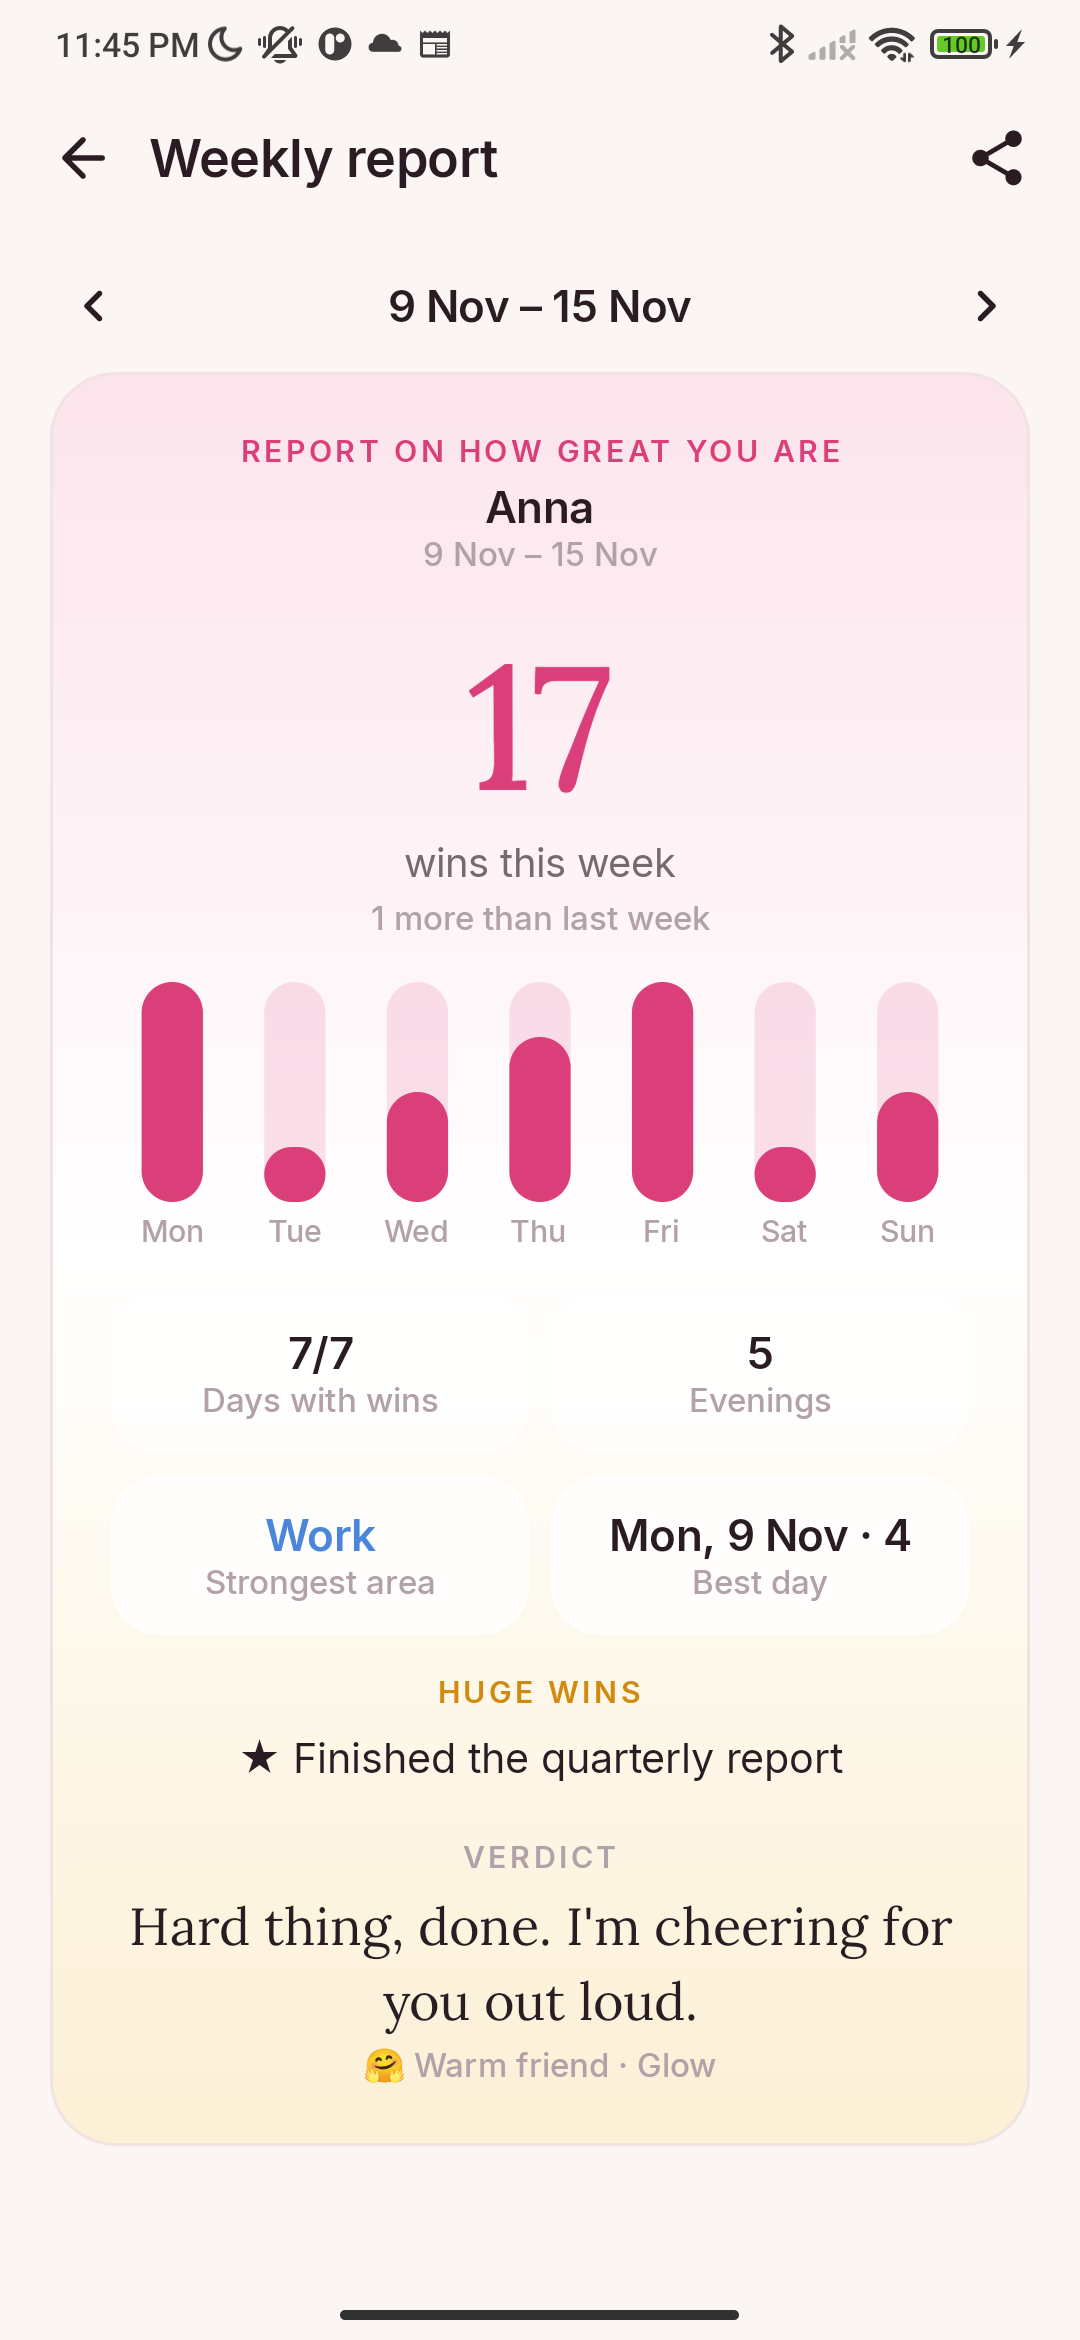 11:45 PM
100
Weekly report
9 Nov – 15 Nov
REPORT ON HOW GREAT YOU ARE
Anna
9 Nov – 15 Nov
17
wins this week
1 more than last week
Mon Tue Wed Thu Fri Sat Sun
7/7 5
Days with wins Evenings
Work Mon, 9 Nov · 4
Strongest area Best day
HUGE WINS
★ Finished the quarterly report
VERDICT
Hard thing, done. I'm cheering for
you out loud.
🤗 Warm friend · Glow